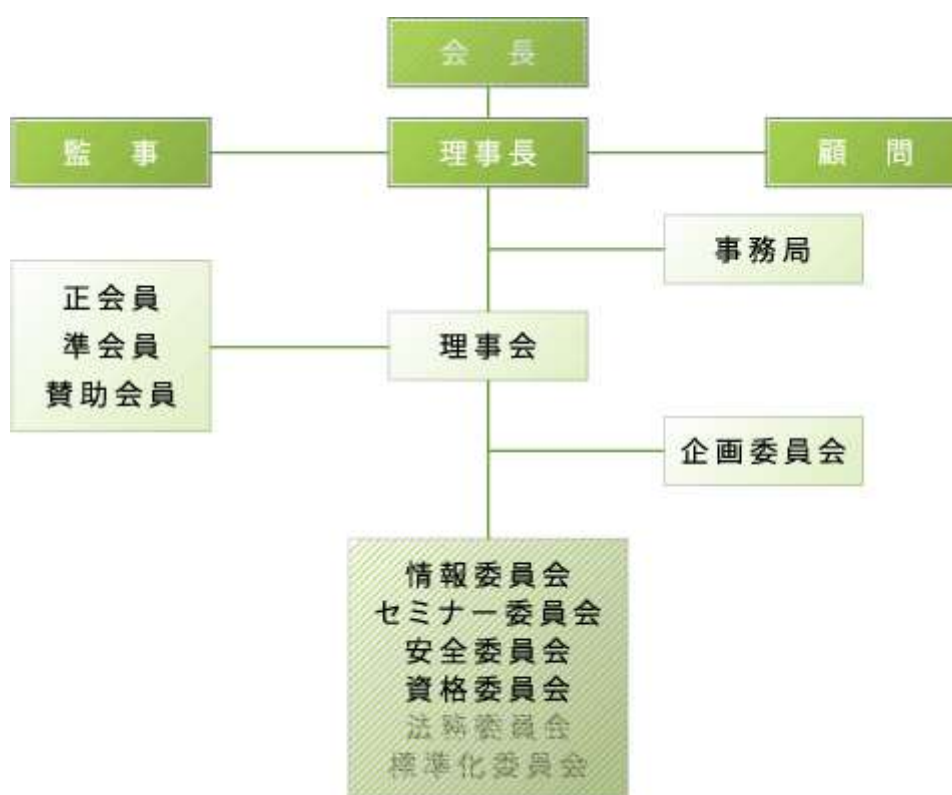 会 長
監 事
理事長
顧 問
事務局
正会員
準会員
賛助会員
理事会
企画委員会
情報委員会
セミナー委員会
安全委員会
資格委員会
法務委員会
標準化委員会